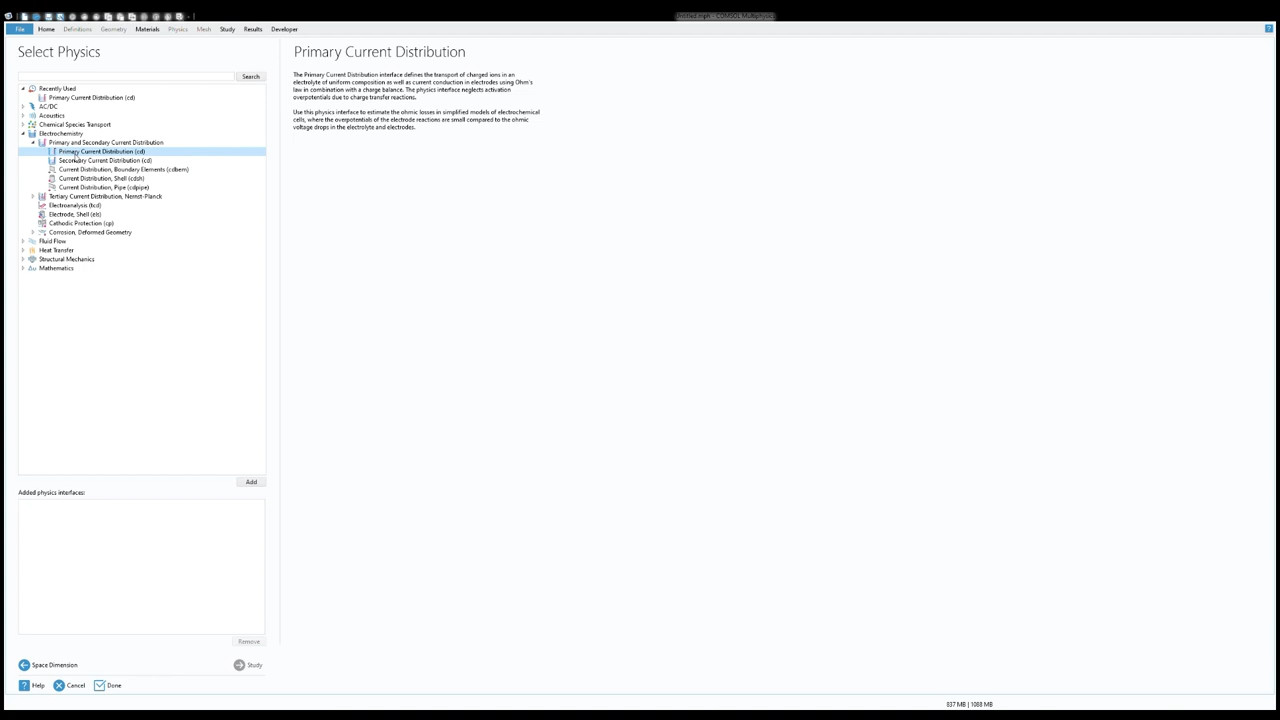 Untitled.mph - COMSOL Multiphysics
File Home Definitions Geometry Materials Physics Mesh Study Results Developer
Select Physics
Search
Recently Used
Primary Current Distribution (cd)
AC/DC
Acoustics
Chemical Species Transport
Electrochemistry
Primary and Secondary Current Distribution
Primary Current Distribution (cd)
Secondary Current Distribution (cd)
Current Distribution, Boundary Elements (cdbem)
Current Distribution, Shell (cdsh)
Current Distribution, Pipe (cdpipe)
Tertiary Current Distribution, Nernst-Planck
Electroanalysis (tcd)
Electrode, Shell (els)
Cathodic Protection (cp)
Corrosion, Deformed Geometry
Fluid Flow
Heat Transfer
Structural Mechanics
Mathematics
Add
Added physics interfaces:
Remove
Space Dimension
Study
Help Cancel Done
Primary Current Distribution
The Primary Current Distribution interface defines the transport of charged ions in an
electrolyte of uniform composition as well as current conduction in electrodes using Ohm's
law in combination with a charge balance. The physics interface neglects activation
overpotentials due to charge transfer reactions.
Use this physics interface to estimate the ohmic losses in simplified models of electrochemical
cells, where the overpotentials of the electrode reactions are small compared to the ohmic
voltage drops in the electrolyte and electrodes.
837 MB | 1088 MB